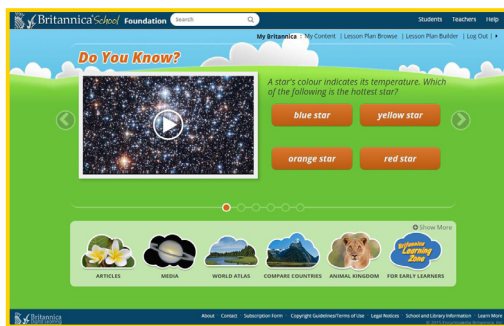 Britannica School Foundation Search Students Teachers Help
My Britannica : My Content | Lesson Plan Browse | Lesson Plan Builder | Log Out |
Do You Know?
A star's colour indicates its temperature. Which
of the following is the hottest star?
blue star yellow star
orange star red star
Show More
Britannica
Learning
Zone
ARTICLES MEDIA WORLD ATLAS COMPARE COUNTRIES ANIMAL KINGDOM FOR EARLY LEARNERS
Britannica
Digital Learning
About Contact Subscription Form Copyright Guidelines/Terms of Use Legal Notices School and Library Information Learn More